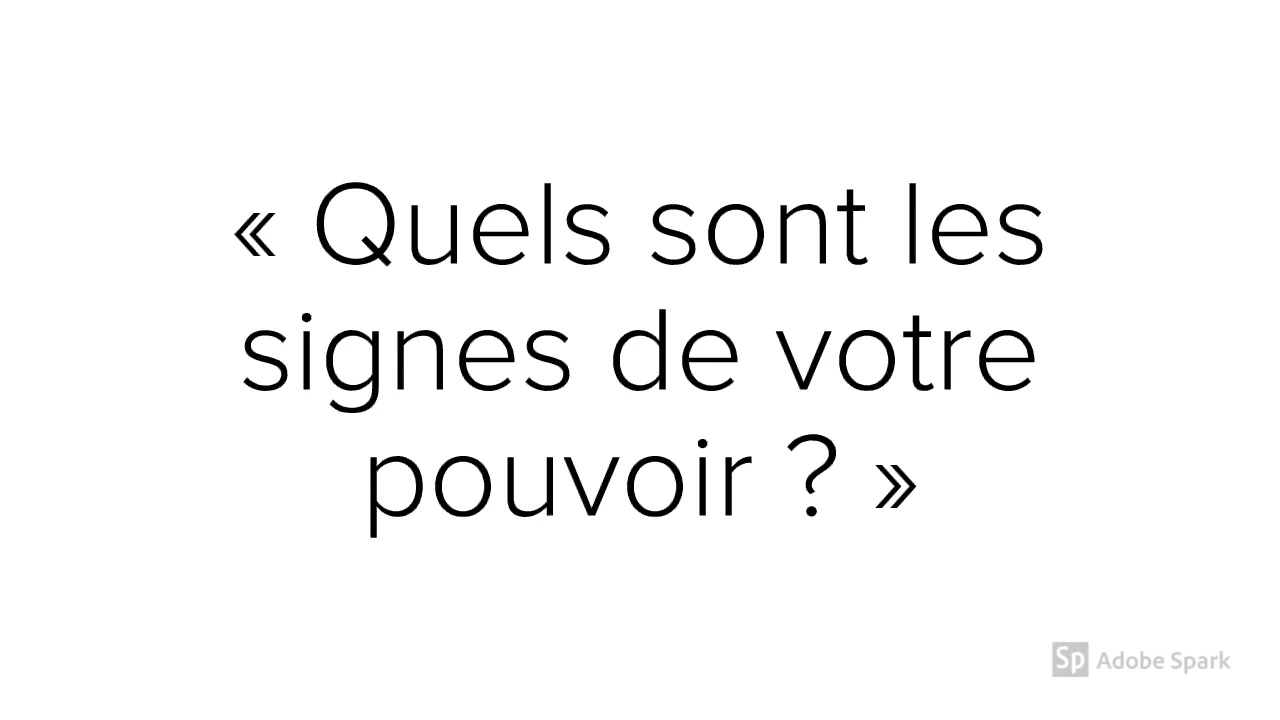 « Quels sont les
signes de votre
pouvoir ? »
Sp Adobe Spark